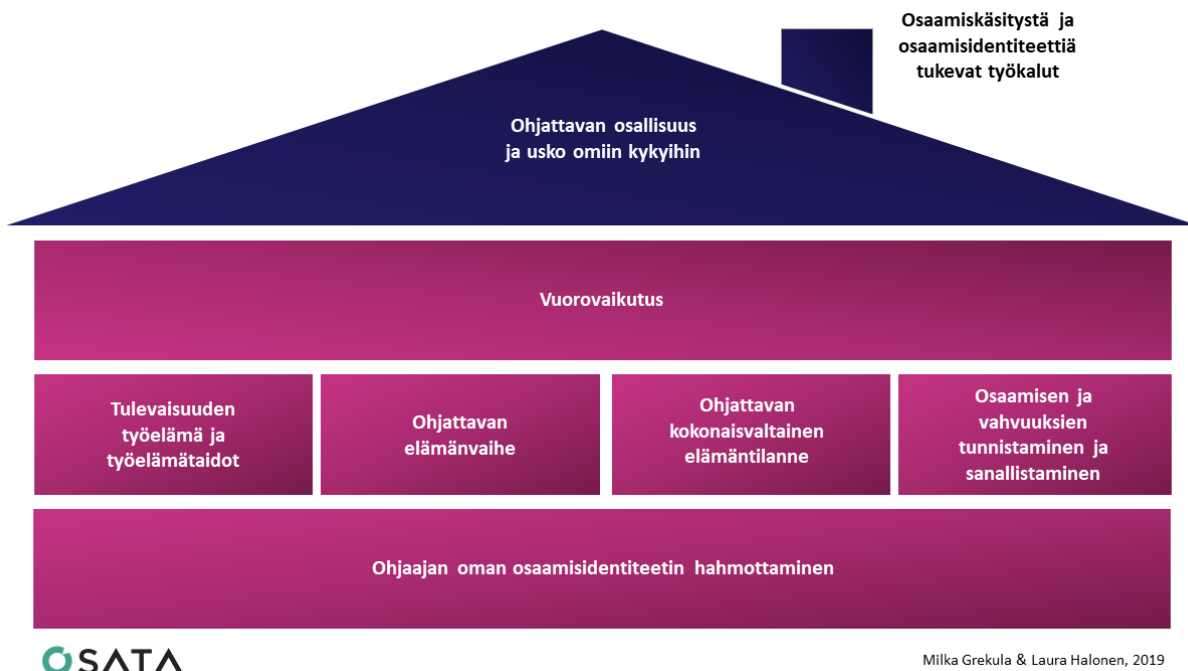 Osaamiskäsitystä ja
osaamisidentiteettiä
tukevat työkalut
Ohjattavan osallisuus
ja usko omiin kykyihin
Vuorovaikutus
Tulevaisuuden
työelämä ja
työelämätaidot
Ohjattavan
elämänvaihe
Ohjattavan
kokonaisvaltainen
elämäntilanne
Osaamisen ja
vahvuuksien
tunnistaminen ja
sanallistaminen
Ohjaajan oman osaamisidentiteetin hahmottaminen
OSATA
Milka Grekula & Laura Halonen, 2019